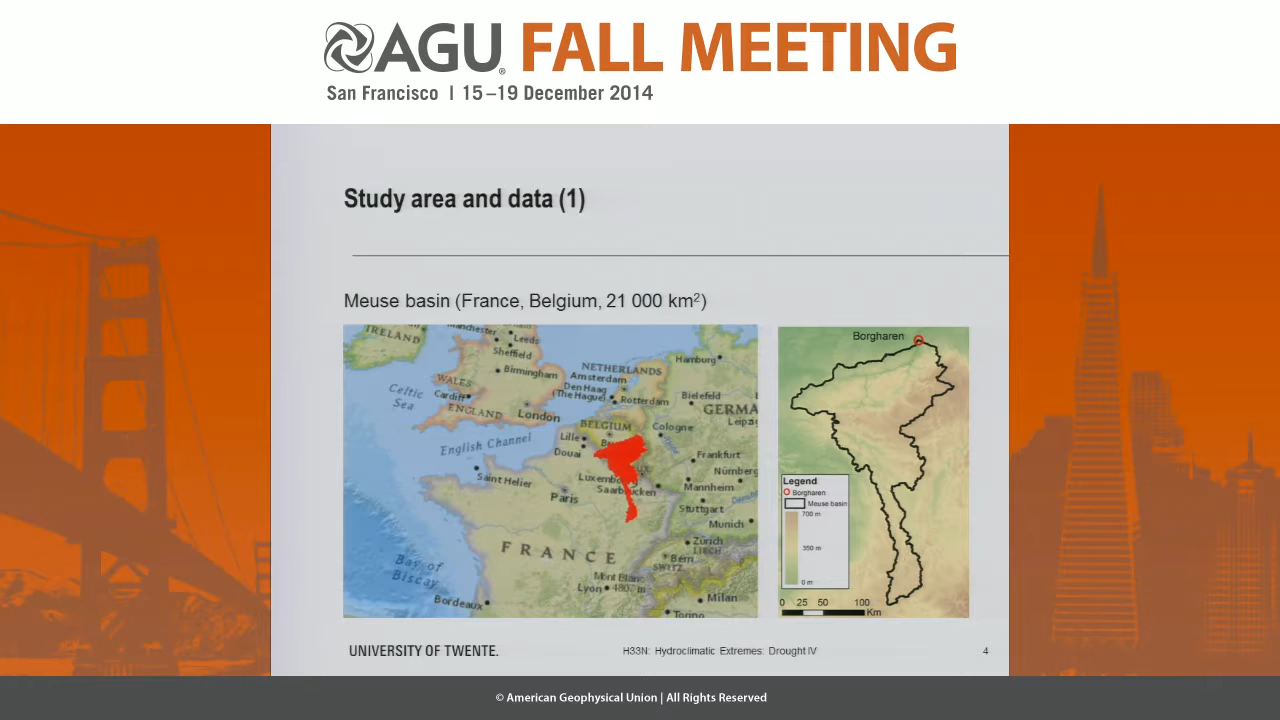 AGU FALL MEETING
San Francisco | 15–19 December 2014
Study area and data (1)
Meuse basin (France, Belgium, 21 000 km²)
IRELAND
Manchester
Leeds
Sheffield
Birmingham
WALES
Cardiff
ENGLAND
London
Celtic
Sea
English Channel
NETHERLANDS
Amsterdam
Den Haag
(The Hague)
Rotterdam
Hamburg
Bielefeld
GERMA
Leipzig
BELGIUM
Cologne
Lille
Douai
Frankfurt
Nürnberg
Mannheim
Stuttgart
Munich
Saint Helier
Paris
FRANCE
Zürich
LIECH
Bern
SWITZ
Bay of
Biscay
Mont Blanc
Lyon
Milan
Torino
Bordeaux
Borgharen
Legend
Borgharen
Meuse basin
700 m
350 m
0 m
0 25 50 100
Km
UNIVERSITY OF TWENTE.
H33N: Hydroclimatic Extremes: Drought IV
4
© American Geophysical Union | All Rights Reserved